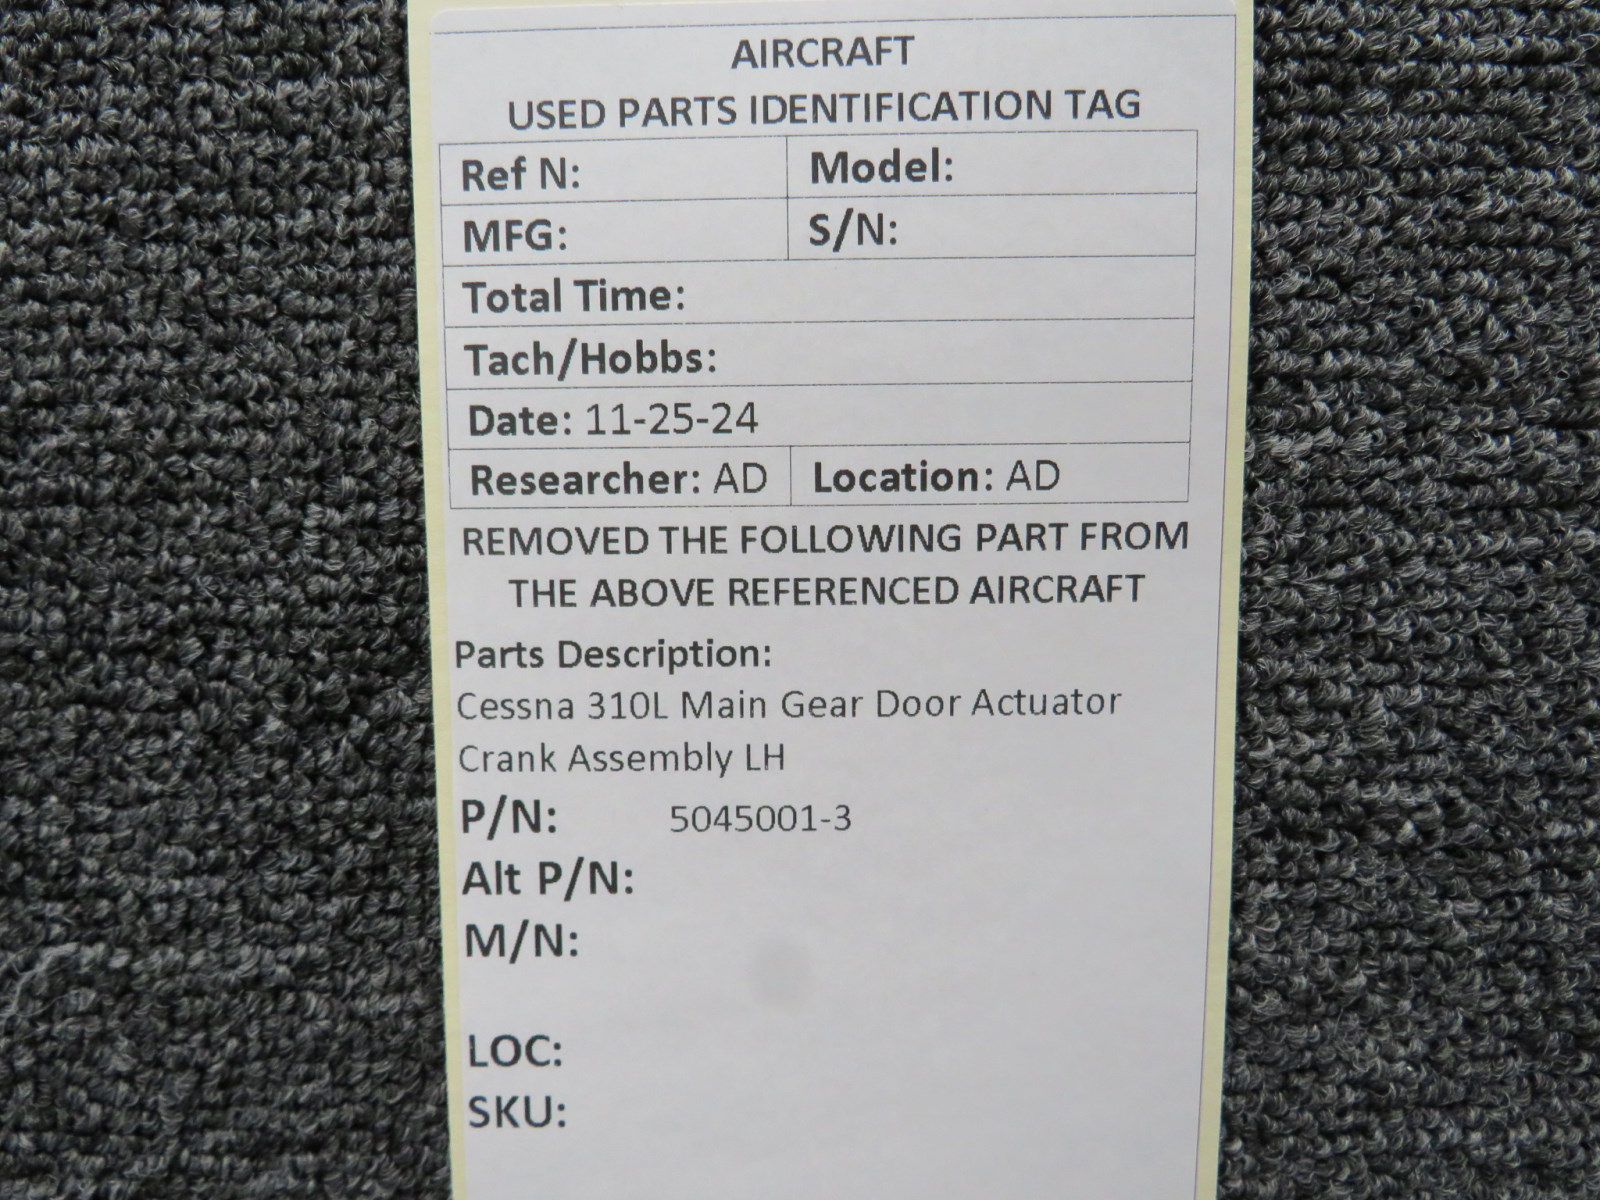 AIRCRAFT
USED PARTS IDENTIFICATION TAG
Ref N: Model:
MFG: S/N:
Total Time:
Tach/Hobbs:
Date: 11-25-24
Researcher: AD Location: AD
REMOVED THE FOLLOWING PART FROM
THE ABOVE REFERENCED AIRCRAFT
Parts Description:
Cessna 310L Main Gear Door Actuator
Crank Assembly LH
P/N: 5045001-3
Alt P/N:
M/N:
LOC:
SKU: